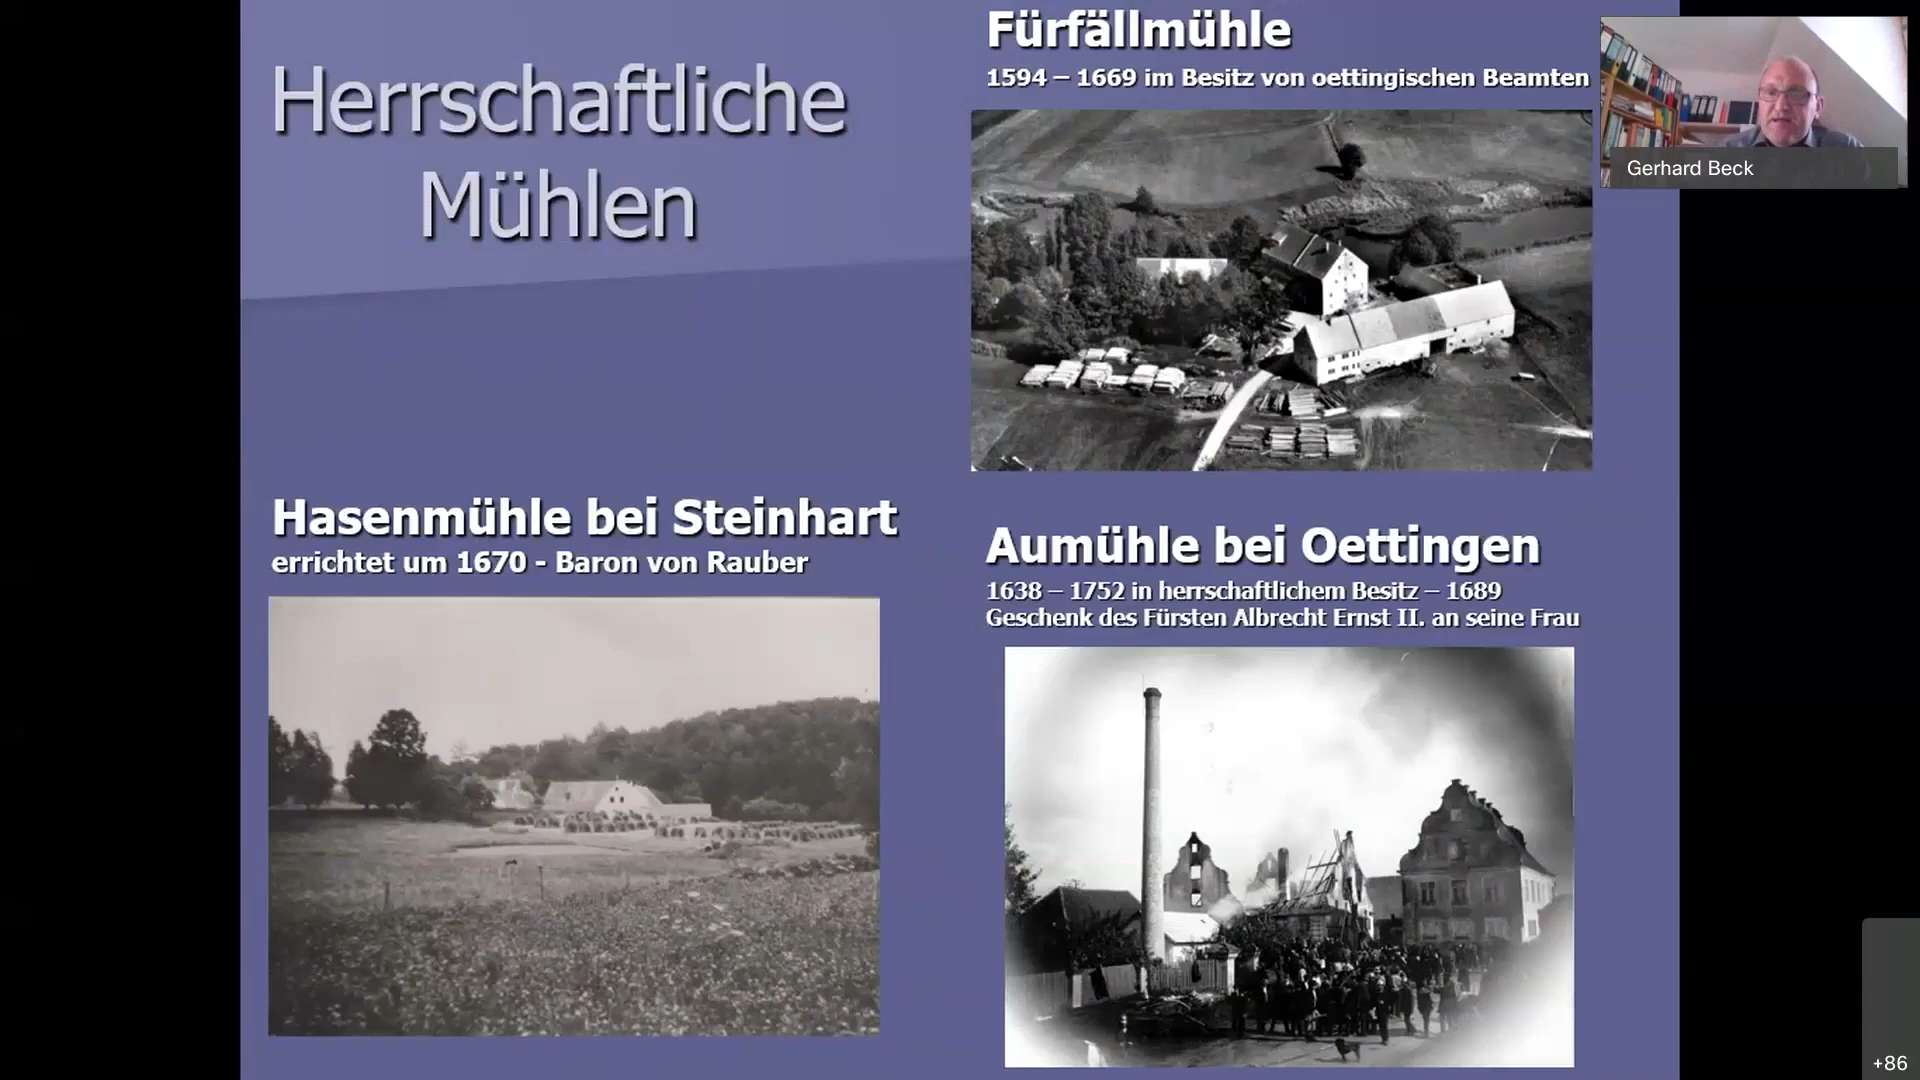 Herrschaftliche
Mühlen
Fürfällmühle
1594 – 1669 im Besitz von oettingischen Beamten
Gerhard Beck
Hasenmühle bei Steinhart
errichtet um 1670 - Baron von Rauber
Aumühle bei Oettingen
1638 – 1752 in herrschaftlichem Besitz – 1689
Geschenk des Fürsten Albrecht Ernst II. an seine Frau
+86